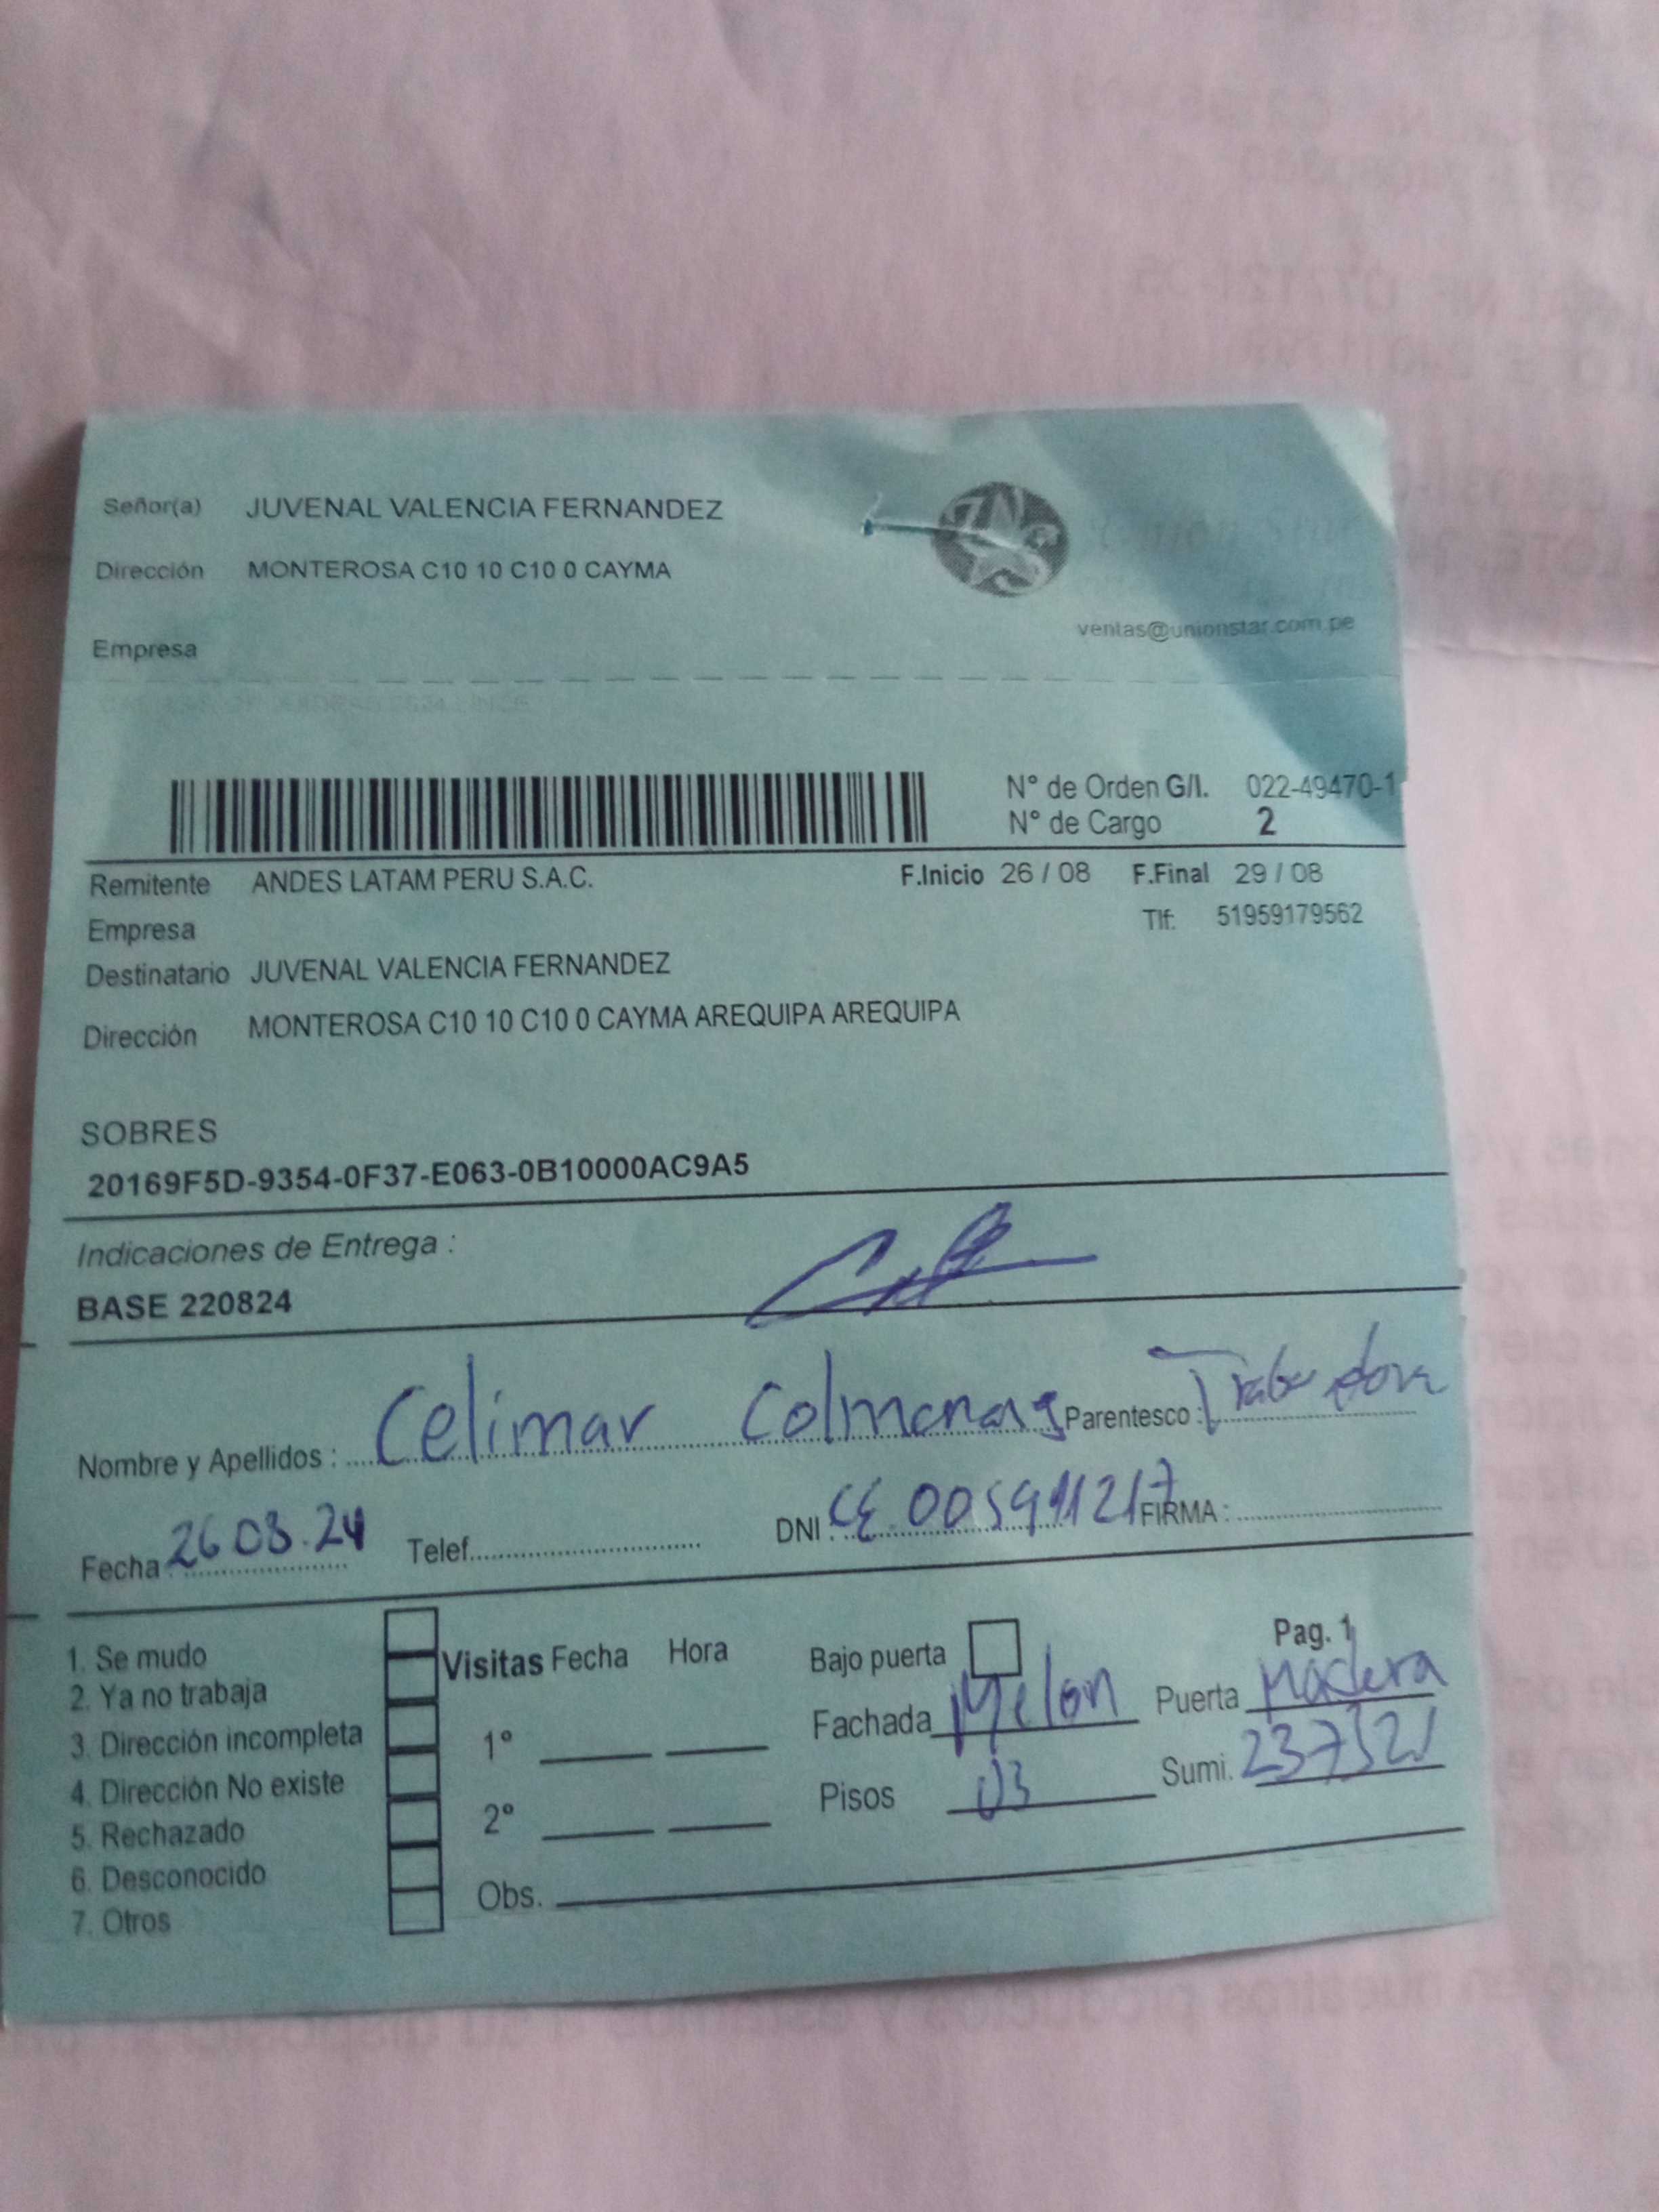 Señor(a) JUVENAL VALENCIA FERNANDEZ
Dirección MONTEROSA C10 10 C10 0 CAYMA
ventas@unionstar.com.pe
Empresa
N° de Orden G/I. 022-49470-1
N° de Cargo 2
Remitente ANDES LATAM PERU S.A.C. F.Inicio 26 / 08 F.Final 29 / 08
Empresa Tlf: 51959179562
Destinatario JUVENAL VALENCIA FERNANDEZ
Dirección MONTEROSA C10 10 C10 0 CAYMA AREQUIPA AREQUIPA
SOBRES
20169F5D-9354-0F37-E063-0B10000AC9A5
Indicaciones de Entrega :
BASE 220824
Nombre y Apellidos : Celimar Parentesco :
Fecha : 26 08.24 Telef. DNI : CE FIRMA :
Pag. 1
1. Se mudo Visitas Fecha Hora Bajo puerta
2. Ya no trabaja Fachada Melon Puerta Madera
3. Dirección incompleta 1°
4. Dirección No existe Pisos 03 Sumi.
5. Rechazado 2°
6. Desconocido
7. Otros Obs.